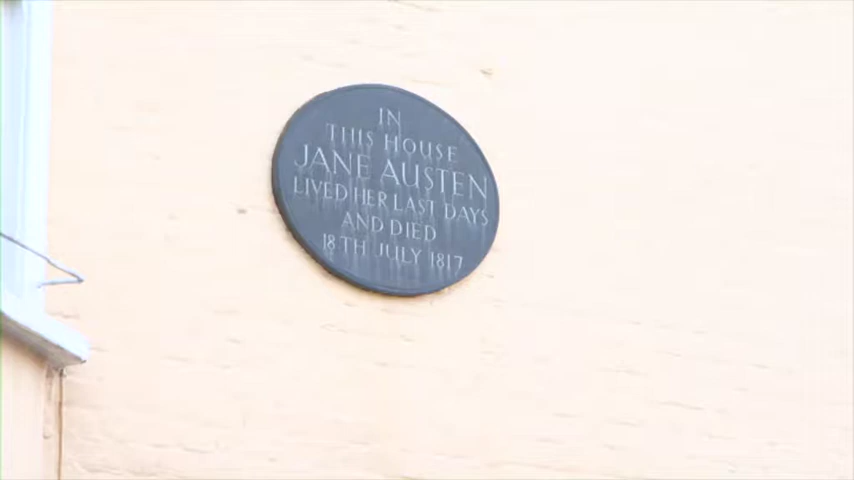 IN
THIS HOUSE
JANE AUSTEN
LIVED HER LAST DAYS
AND DIED
18TH JULY 1817